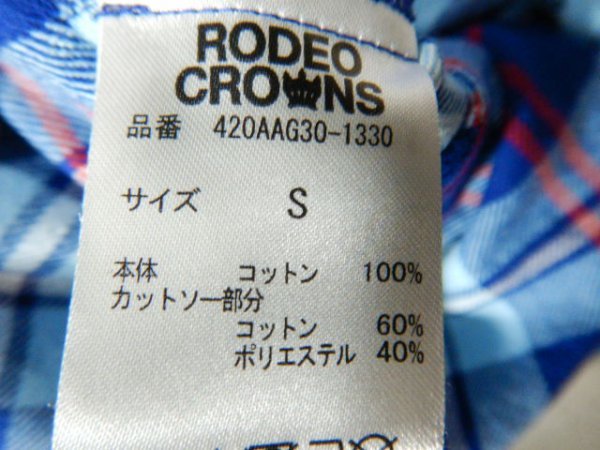 RODEO
CROWNS
品番 420AAG30-1330
サイズ S
本体 コットン 100%
カットソー部分
コットン 60%
ポリエステル 40%